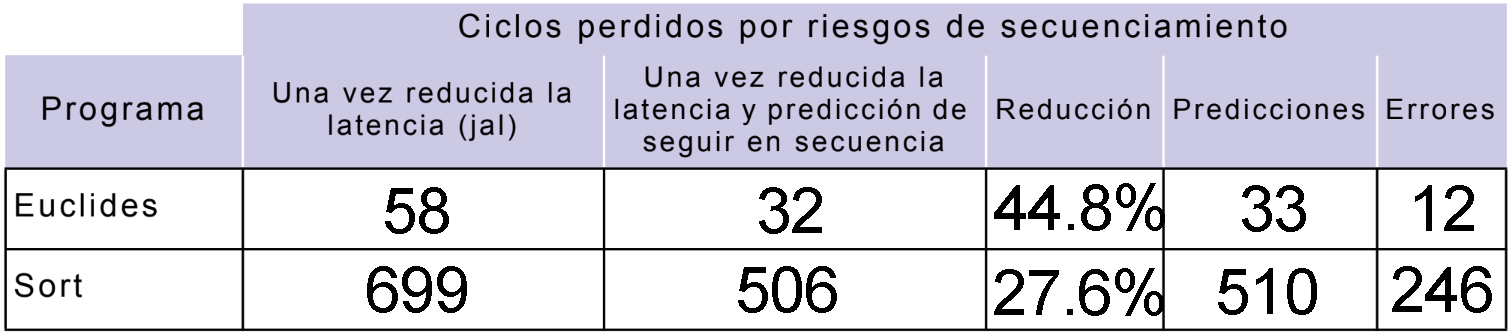 Ciclos perdidos por riesgos de secuenciamiento
Programa
Una vez reducida la
latencia (jal)
Una vez reducida la
latencia y predicción de
seguir en secuencia
Reducción
Predicciones
Errores
Euclides 58 32 44.8% 33 12
Sort 699 506 27.6% 510 246